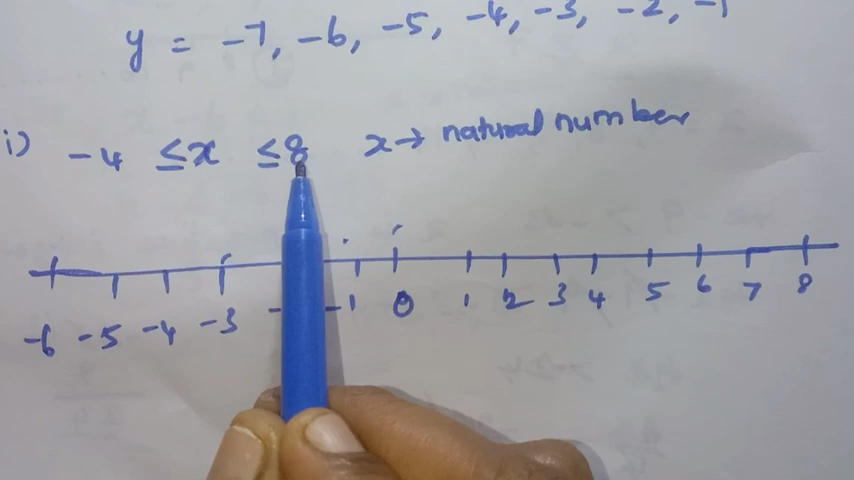 y = -7, -6, -5, -4, -3, -2, -1
i) -4 ≤ x ≤ 8 x → natural number
-6 -5 -4 -3 - -1 0 1 2 3 4 5 6 7 8